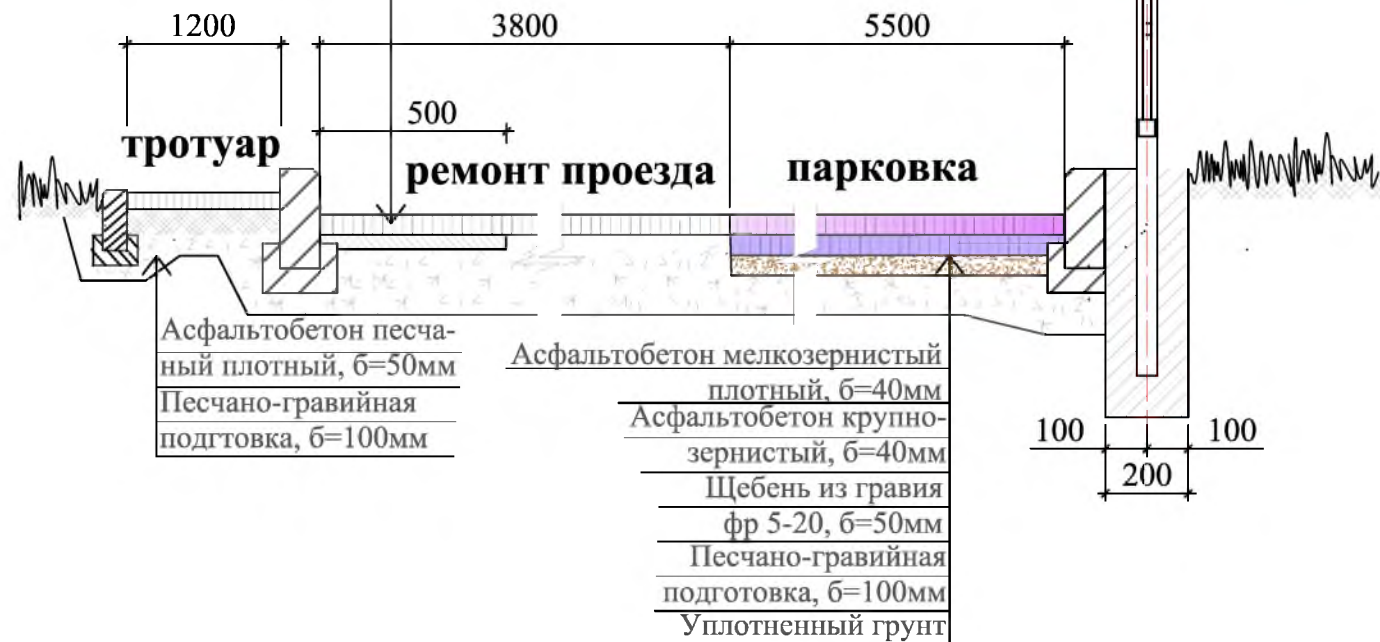 1200
3800
5500
500
тротуар
ремонт проезда
парковка
Асфальтобетон песча-
ный плотный, б=50мм
Песчано-гравийная
подгтовка, б=100мм
Асфальтобетон мелкозернистый
плотный, б=40мм
Асфальтобетон крупно-
зернистый, б=40мм
Щебень из гравия
фр 5-20, б=50мм
Песчано-гравийная
подготовка, б=100мм
Уплотненный грунт
100
100
200